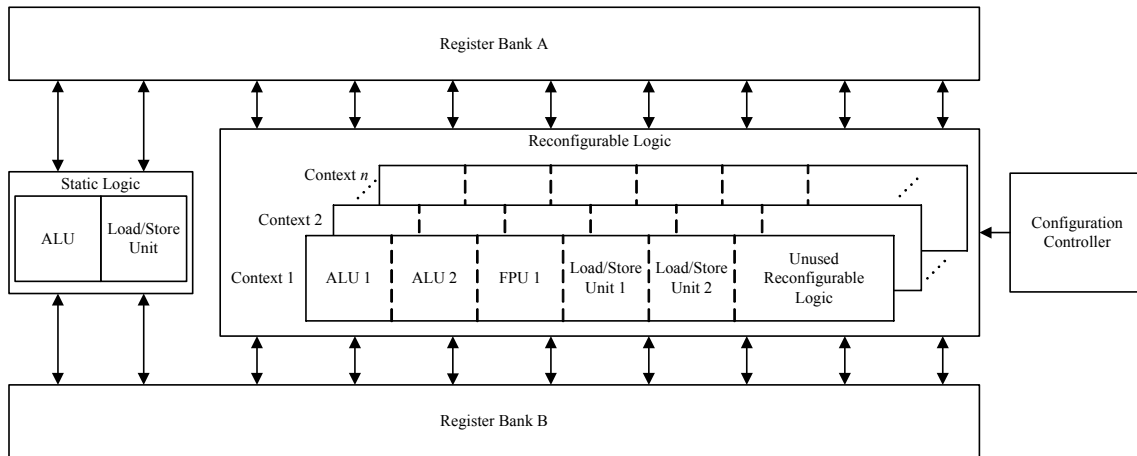 Register Bank A
Reconfigurable Logic
Static Logic
ALU
Load/Store
Unit
Context n
Context 2
Context 1
ALU 1
ALU 2
FPU 1
Load/Store
Unit 1
Load/Store
Unit 2
Unused
Reconfigurable
Logic
Configuration
Controller
Register Bank B